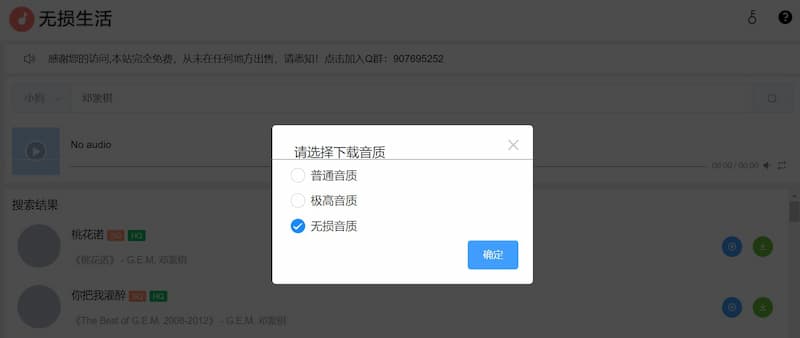 无损生活
感谢您的访问,本站完全免费，从未在任何地方出售，请悉知！点击加入Q群：907695252
小狗 邓紫棋
No audio
00:00 / 00:00
请选择下载音质
普通音质
极高音质
无损音质
确定
搜索结果
桃花诺 SQ HQ
《桃花诺》 - G.E.M. 邓紫棋
你把我灌醉 SQ HQ
《The Best of G.E.M. 2008-2012》 - G.E.M. 邓紫棋